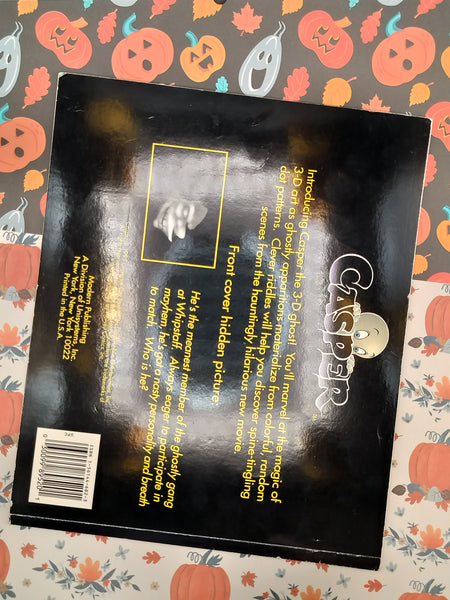 CASPER
Introducing Casper the 3-D ghost! You'll marvel at the magic of
3-D art as ghostly apparitions materialize from colorful, random
dot patterns. Clever riddles will help you discover spine-tingling
scenes from the hauntingly hilarious new movie.
Front cover hidden picture:
He's the meanest member of the ghostly gang
at Whipstaff. Always eager to participate in
mayhem, he's got a nasty personality and breath
to match. Who is he?
Modern Publishing
A Division of Unisystems, Inc.
New York, New York 10022
Printed in the U.S.A.